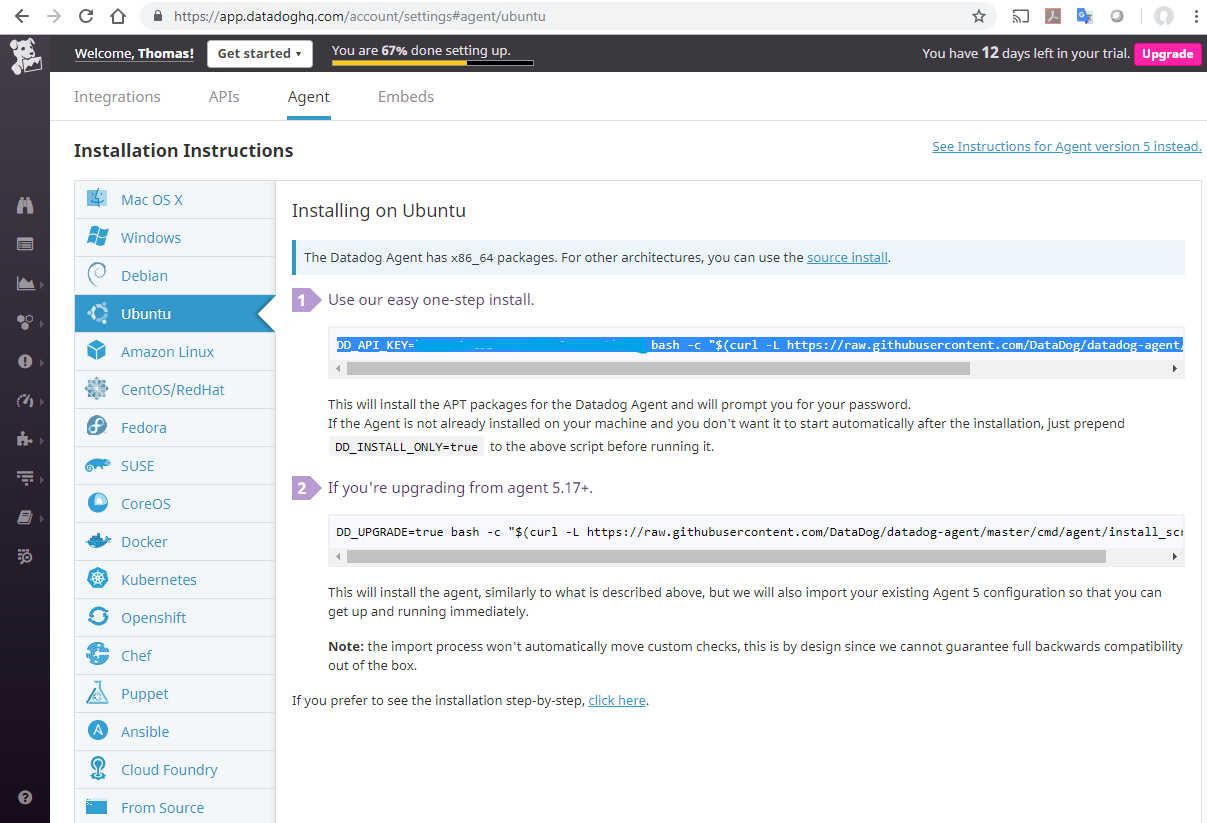 https://app.datadoghq.com/account/settings#agent/ubuntu
Welcome, Thomas!
Get started
You are 67% done setting up.
You have 12 days left in your trial.
Upgrade
Integrations
APIs
Agent
Embeds
Installation Instructions
See Instructions for Agent version 5 instead.
Mac OS X
Windows
Debian
Ubuntu
Amazon Linux
CentOS/RedHat
Fedora
SUSE
CoreOS
Docker
Kubernetes
Openshift
Chef
Puppet
Ansible
Cloud Foundry
From Source
Installing on Ubuntu
The Datadog Agent has x86_64 packages. For other architectures, you can use the source install.
1 Use our easy one-step install.
DD_API_KEY= bash -c "$(curl -L https://raw.githubusercontent.com/DataDog/datadog-agent/
This will install the APT packages for the Datadog Agent and will prompt you for your password.
If the Agent is not already installed on your machine and you don't want it to start automatically after the installation, just prepend
DD_INSTALL_ONLY=true to the above script before running it.
2 If you're upgrading from agent 5.17+.
DD_UPGRADE=true bash -c "$(curl -L https://raw.githubusercontent.com/DataDog/datadog-agent/master/cmd/agent/install_scr
This will install the agent, similarly to what is described above, but we will also import your existing Agent 5 configuration so that you can
get up and running immediately.
Note: the import process won't automatically move custom checks, this is by design since we cannot guarantee full backwards compatibility
out of the box.
If you prefer to see the installation step-by-step, click here.